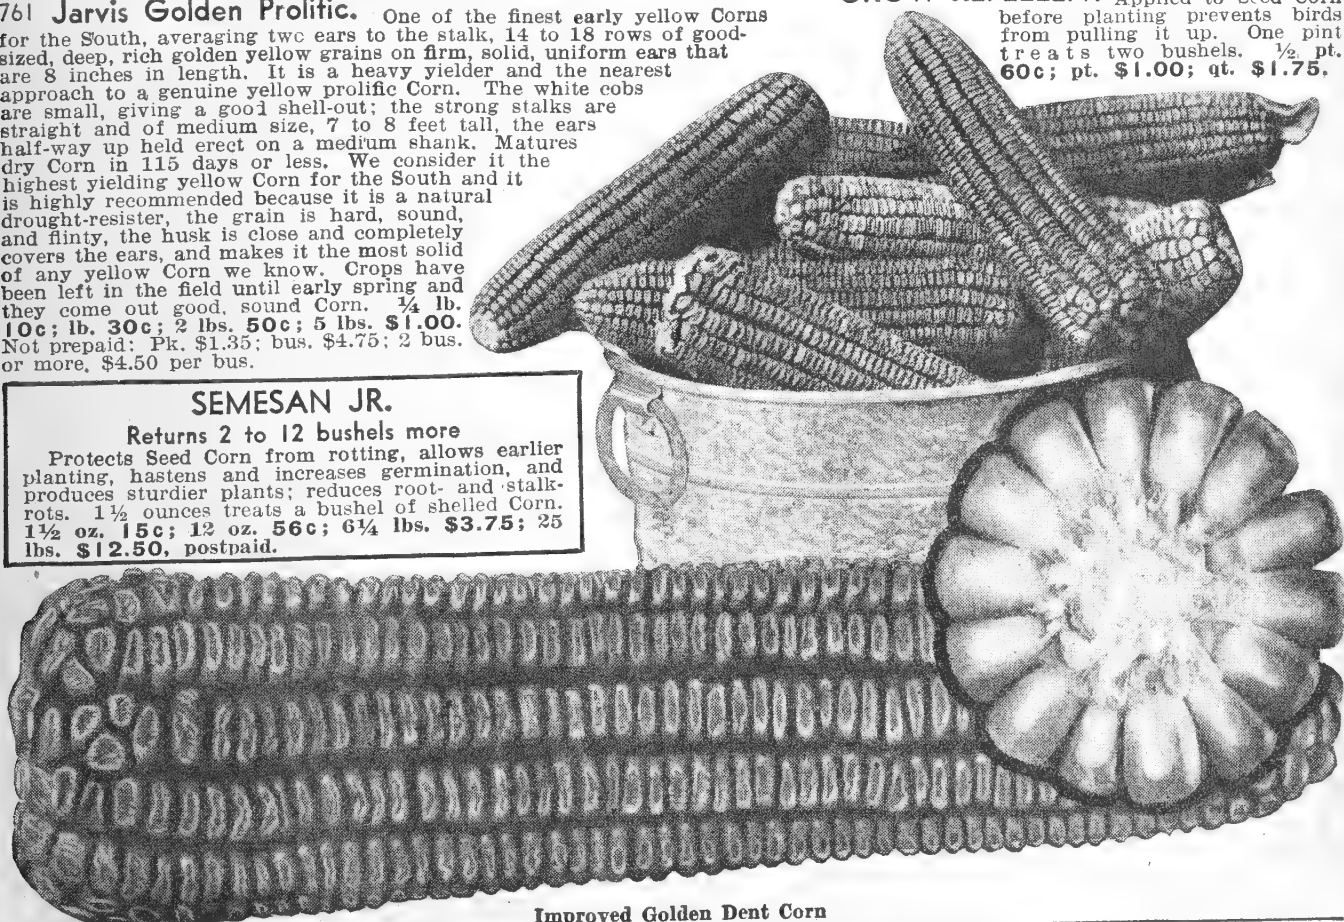 761 Jarvis Golden Prolific. One of the finest early yellow Corns
for the South, averaging two ears to the stalk, 14 to 18 rows of good-
sized, deep, rich golden yellow grains on firm, solid, uniform ears that
are 8 inches in length. It is a heavy yielder and the nearest
approach to a genuine yellow prolific Corn. The white cobs
are small, giving a good shell-out; the strong stalks are
straight and of medium size, 7 to 8 feet tall, the ears
half-way up held erect on a medium shank. Matures
dry Corn in 115 days or less. We consider it the
highest yielding yellow Corn for the South and it
is highly recommended because it is a natural
drought-resister, the grain is hard, sound,
and flinty, the husk is close and completely
covers the ears, and makes it the most solid
of any yellow Corn we know. Crops have
been left in the field until early spring and
they come out good, sound Corn. ¼ lb.
10c; lb. 30c; 2 lbs. 50c; 5 lbs. $1.00.
Not prepaid: Pk. $1.35; bus. $4.75; 2 bus.
or more, $4.50 per bus.
Applied to Seed Corn
before planting prevents birds
from pulling it up. One pint
treats two bushels. ½ pt.
60c; pt. $1.00; qt. $1.75.
SEMESAN JR.
Returns 2 to 12 bushels more
Protects Seed Corn from rotting, allows earlier
planting, hastens and increases germination, and
produces sturdier plants; reduces root- and stalk-
rots. 1½ ounces treats a bushel of shelled Corn.
1½ oz. 15c; 12 oz. 56c; 6¼ lbs. $3.75; 25
lbs. $12.50, postpaid.
Improved Golden Dent Corn